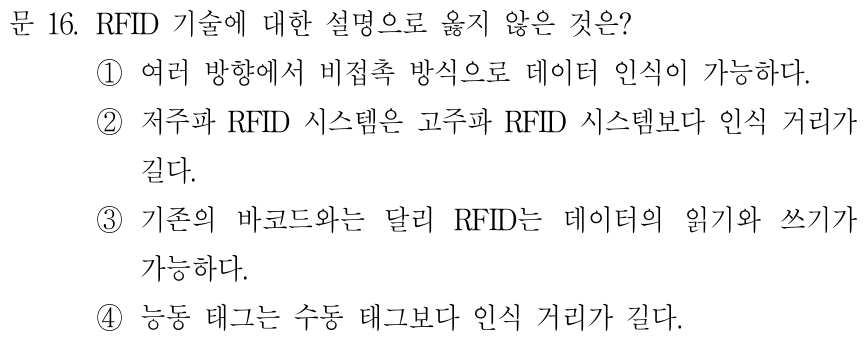 문 16. RFID 기술에 대한 설명으로 옳지 않은 것은?
① 여러 방향에서 비접촉 방식으로 데이터 인식이 가능하다.
② 저주파 RFID 시스템은 고주파 RFID 시스템보다 인식 거리가
길다.
③ 기존의 바코드와는 달리 RFID는 데이터의 읽기와 쓰기가
가능하다.
④ 능동 태그는 수동 태그보다 인식 거리가 길다.